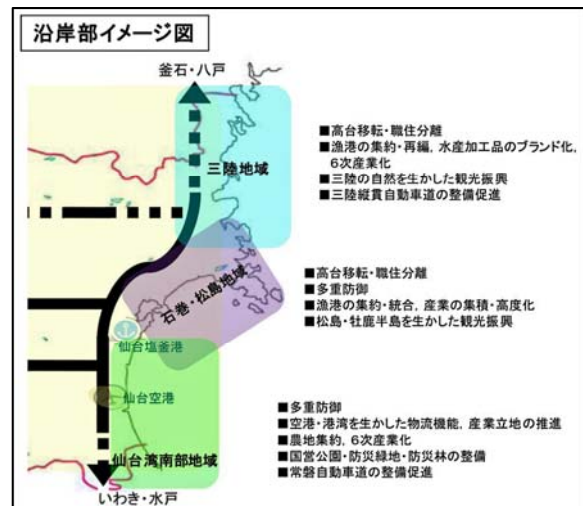 沿岸部イメージ図
釜石・八戸
三陸地域
■高台移転・職住分離
■漁港の集約・再編，水産加工品のブランド化，
6次産業化
■三陸の自然を生かした観光振興
■三陸縦貫自動車道の整備促進
石巻・松島地域
■高台移転・職住分離
■多重防御
■漁港の集約・統合，産業の集積・高度化
■松島・牡鹿半島を生かした観光振興
仙台塩釜港
仙台空港
仙台湾南部地域
■多重防御
■空港・港湾を生かした物流機能，産業立地の推進
■農地集約，6次産業化
■国営公園・防災緑地・防災林の整備
■常磐自動車道の整備促進
いわき・水戸